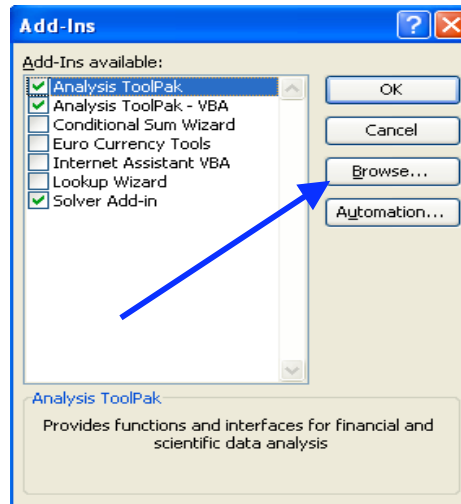 Add-Ins
Add-Ins available:
Analysis ToolPak
Analysis ToolPak - VBA
Conditional Sum Wizard
Euro Currency Tools
Internet Assistant VBA
Lookup Wizard
Solver Add-in
OK
Cancel
Browse...
Automation...
Analysis ToolPak
Provides functions and interfaces for financial and
scientific data analysis